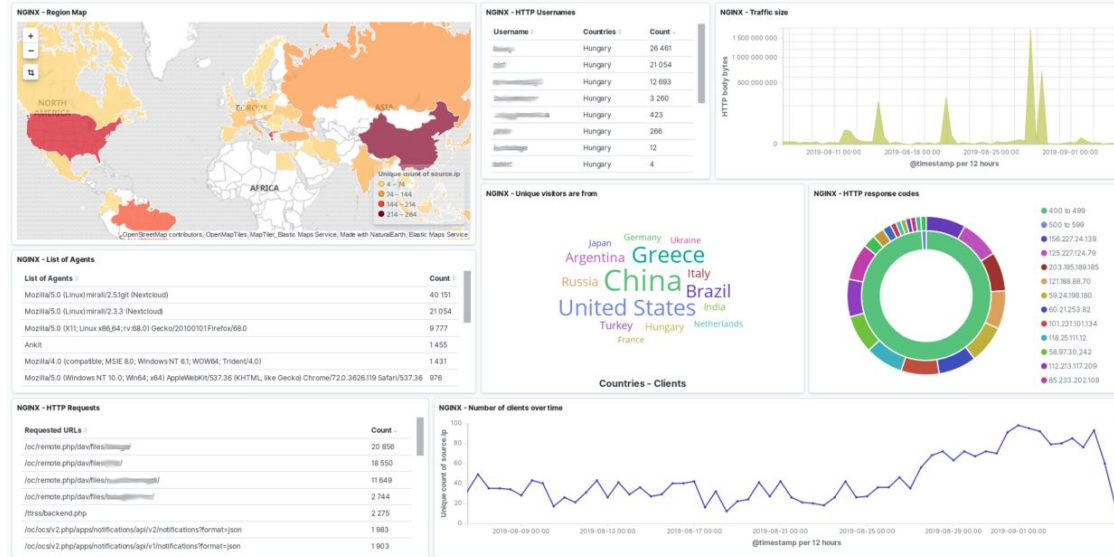 NGINX - Region Map
+
−
NORTH
AMERICA
EUROPE
ASIA
AFRICA
Unique count of source.ip
4 – 74
74 – 144
144 – 214
214 – 284
OpenStreetMap contributors, OpenMapTiles, MapTiler, Elastic Maps Service, Made with NaturalEarth, Elastic Maps Service
NGINX - HTTP Usernames
Username Countries Count
Hungary 26 461
Hungary 21 054
Hungary 12 693
Hungary 3 260
Hungary 423
Hungary 266
Hungary 12
Hungary 4
NGINX - Traffic size
HTTP body bytes
1 500 000 000
1 000 000 000
500 000 000
0
2019-08-11 00:00 2019-08-18 00:00 2019-08-25 00:00 2019-09-01 00:00
@timestamp per 12 hours
NGINX - Unique visitors are from
Japan Germany Ukraine
Argentina Greece
Russia China Italy
United States Brazil
India
Turkey Hungary Netherlands
France
Countries - Clients
NGINX - HTTP response codes
400 to 499
500 to 599
156.227.24.139
125.227.124.79
203.195.189.185
121.188.88.70
59.24.198.180
60.21.253.82
101.231.101.134
118.25.111.12
58.97.30.242
112.213.117.209
85.233.202.108
NGINX - List of Agents
List of Agents Count
Mozilla/5.0 (Linux) mirall/2.5.1git (Nextcloud) 40 151
Mozilla/5.0 (Linux) mirall/2.3.3 (Nextcloud) 21 054
Mozilla/5.0 (X11; Linux x86_64; rv:68.0) Gecko/20100101 Firefox/68.0 9 777
Ankit 1 455
Mozilla/4.0 (compatible; MSIE 8.0; Windows NT 6.1; WOW64; Trident/4.0) 1 431
Mozilla/5.0 (Windows NT 10.0; Win64; x64) AppleWebKit/537.36 (KHTML, like Gecko) Chrome/72.0.3626.119 Safari/537.36 976
NGINX - HTTP Requests
Requested URLs Count
/oc/remote.php/dav/files/ / 20 856
/oc/remote.php/dav/files/ / 18 550
/oc/remote.php/dav/files/ / 11 649
/oc/remote.php/dav/files/ / 2 744
/ttrss/backend.php 2 275
/oc/ocs/v2.php/apps/notifications/api/v2/notifications?format=json 1 983
/oc/ocs/v2.php/apps/notifications/api/v1/notifications?format=json 1 903
NGINX - Number of clients over time
Unique count of source.ip
100
80
60
40
20
0
2019-08-09 00:00 2019-08-13 00:00 2019-08-17 00:00 2019-08-21 00:00 2019-08-25 00:00 2019-08-29 00:00 2019-09-01 00:00
@timestamp per 12 hours